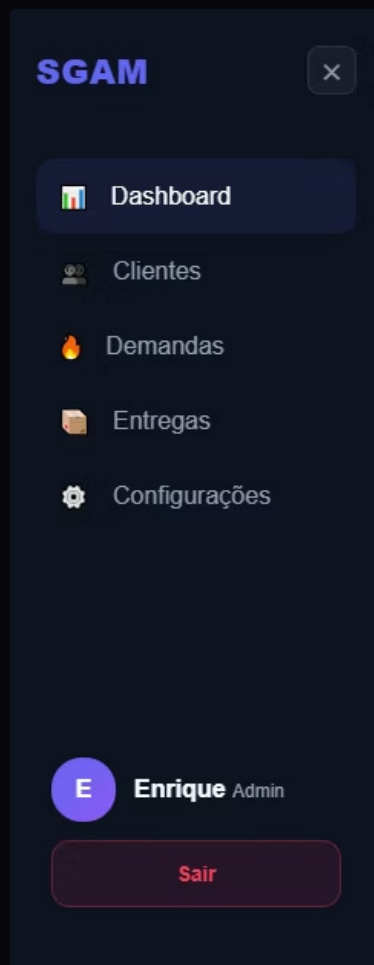 SGAM
Dashboard
Clientes
Demandas
Entregas
Configurações
E
Enrique Admin
Sair